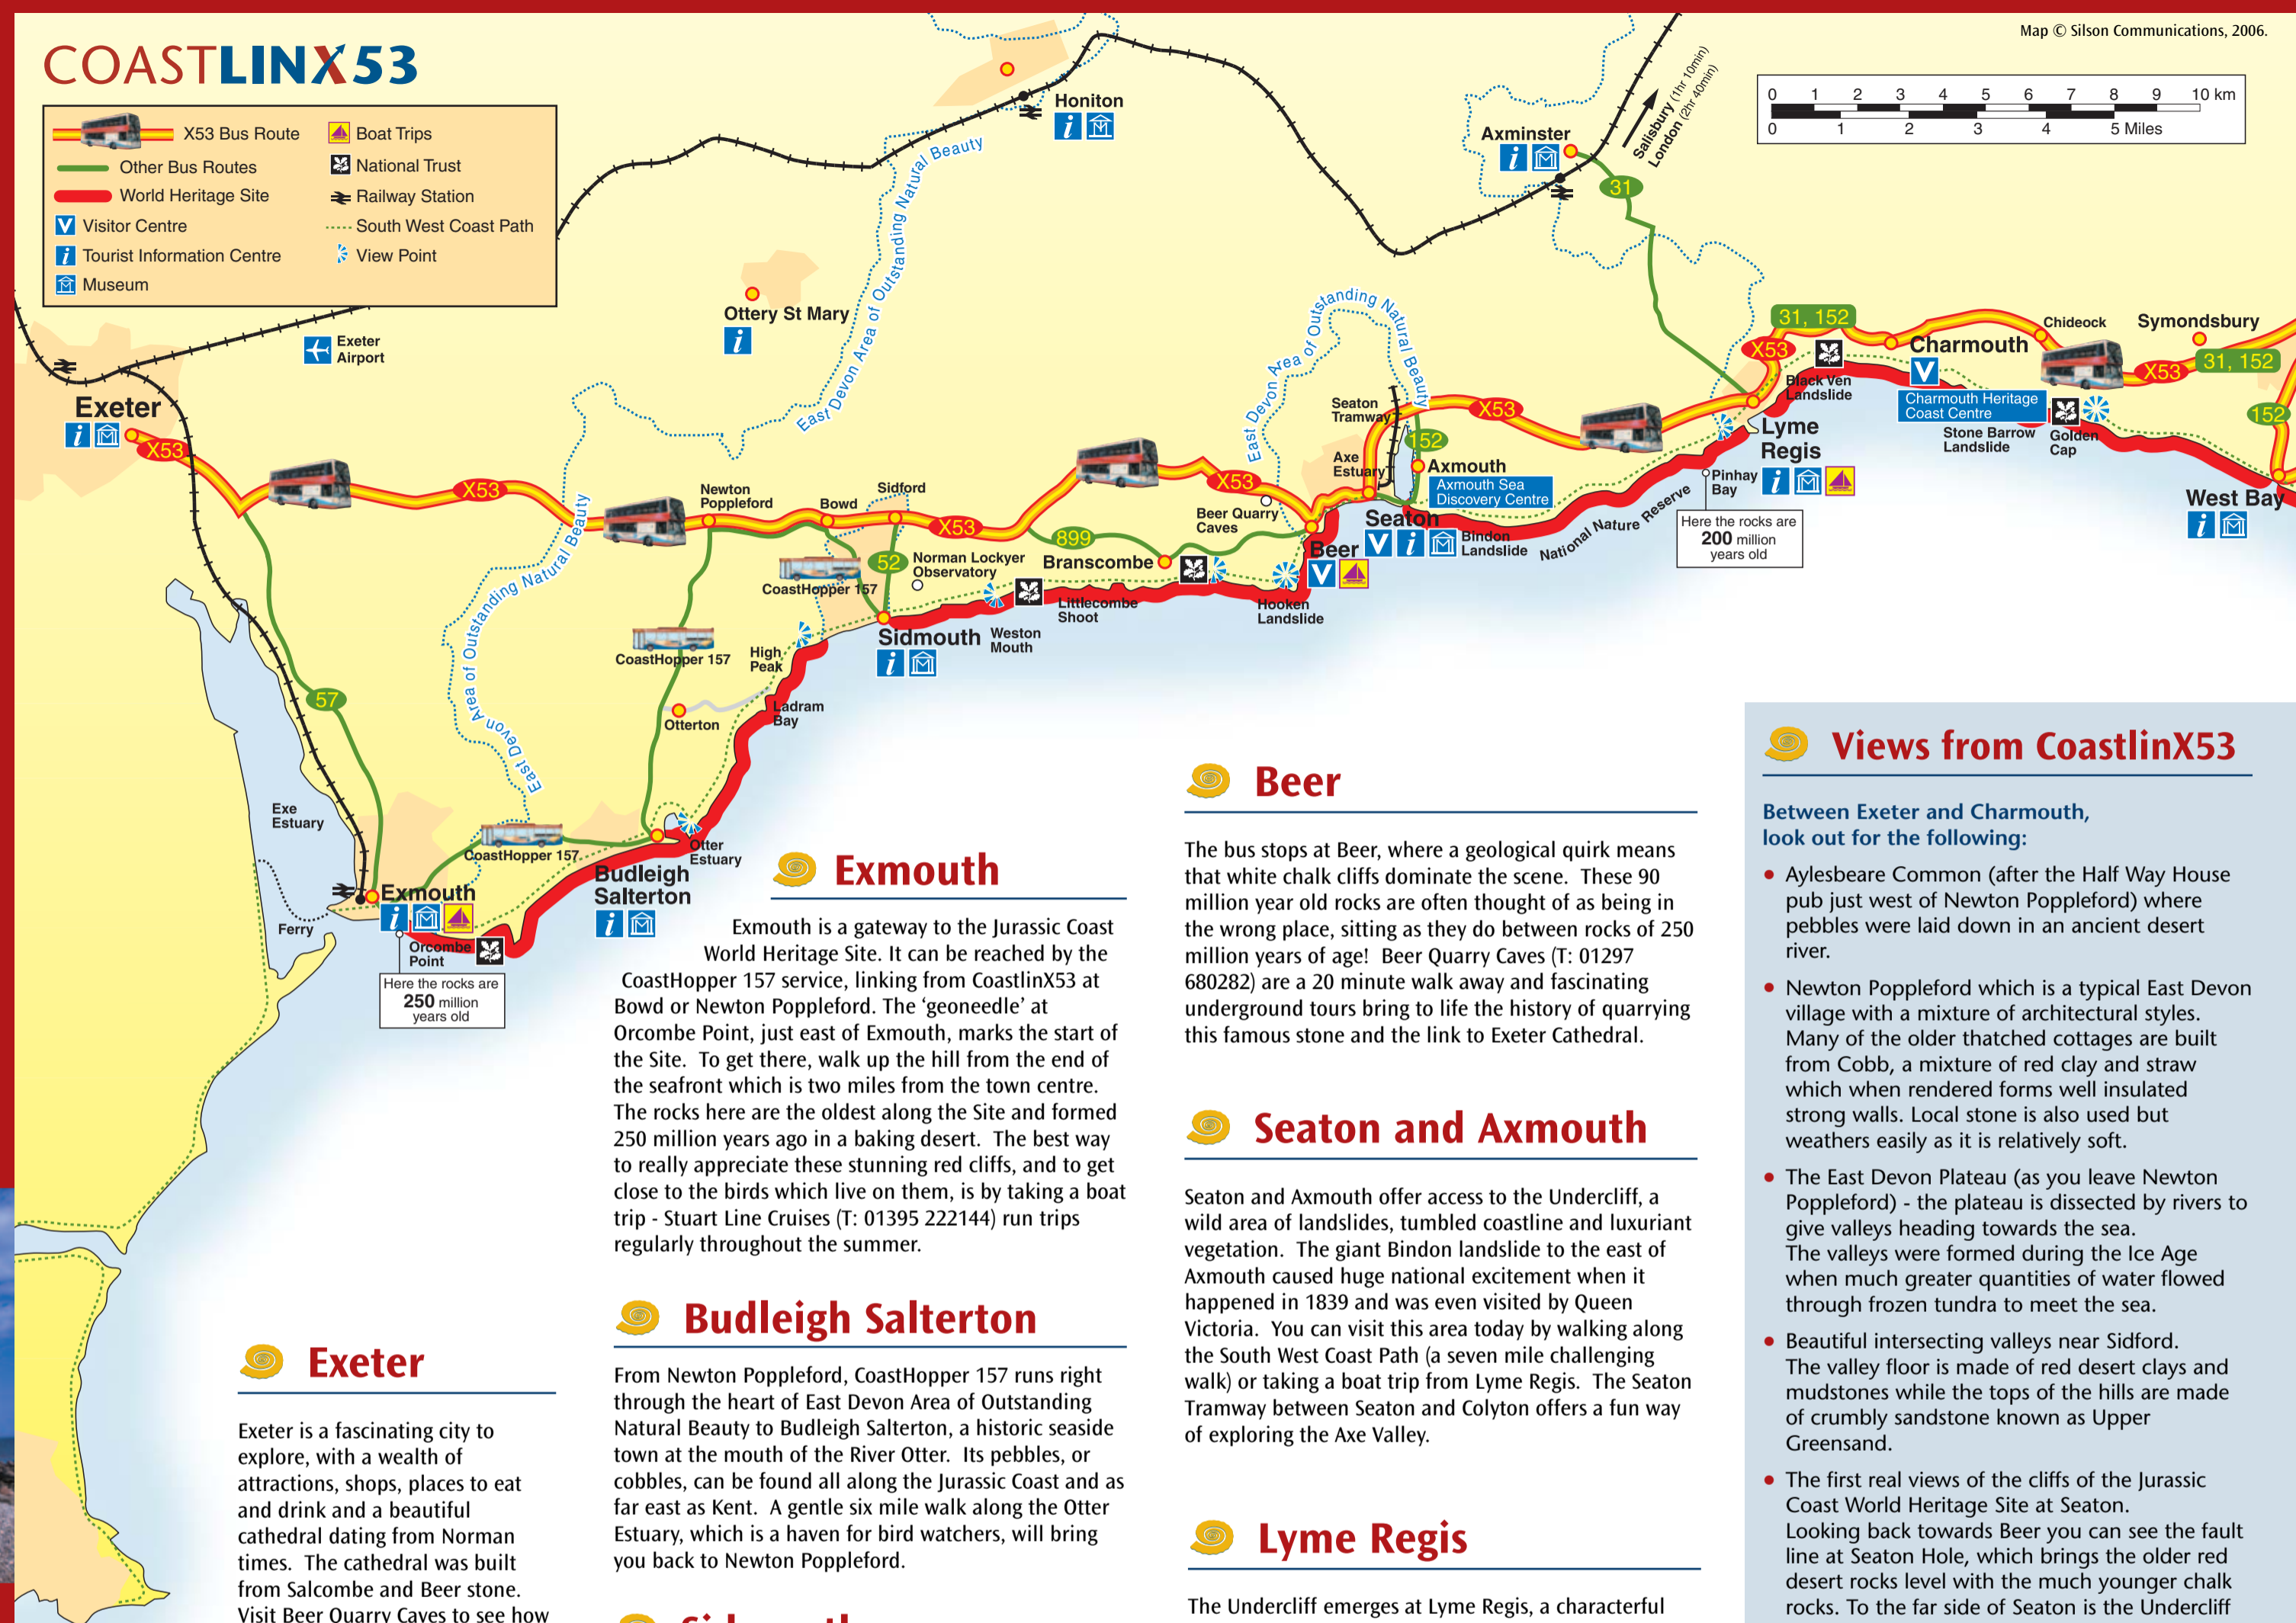 Map © Silson Communications, 2006.
COASTLINX53
X53 Bus Route
Other Bus Routes
World Heritage Site
V Visitor Centre
i Tourist Information Centre
Museum
Boat Trips
National Trust
Railway Station
South West Coast Path
View Point
0 1 2 3 4 5 6 7 8 9 10 km
0 1 2 3 4 5 Miles
Honiton
i
Axminster
i
Salisbury (1hr 10min)
London (2hr 40min)
31
East Devon Area of Outstanding Natural Beauty
Ottery St Mary
i
Exeter
Airport
Exeter
i
X53
X53
East Devon Area of Outstanding Natural Beauty
Newton
Poppleford
Bowd
Sidford
X53
52
Norman Lockyer
Observatory
CoastHopper 157
CoastHopper 157
899
Branscombe
X53
Beer Quarry
Caves
East Devon Area of Outstanding Natural Beauty
Seaton
Tramway
X53
152
Axe
Estuary
Axmouth
Axmouth Sea
Discovery Centre
Seaton
V i
Beer
V
Bindon
Landslide
National Nature Reserve
Hooken
Landslide
Littlecombe
Shoot
Weston
Mouth
Sidmouth
i
High
Peak
Ladram
Bay
Otterton
31, 152
X53
Black Ven
Landslide
Lyme
Regis
i
Pinhay
Bay
Here the rocks are
200 million
years old
Charmouth
V
Charmouth Heritage
Coast Centre
Stone Barrow
Landslide
Golden
Cap
Chideock
Symondsbury
X53
31, 152
152
West Bay
i
57
Exe
Estuary
Ferry
Exmouth
i
Orcombe
Point
Here the rocks are
250 million
years old
CoastHopper 157
Budleigh
Salterton
i
Otter
Estuary
Exeter
Exeter is a fascinating city to
explore, with a wealth of
attractions, shops, places to eat
and drink and a beautiful
cathedral dating from Norman
times. The cathedral was built
from Salcombe and Beer stone.
Visit Beer Quarry Caves to see how
Exmouth
Exmouth is a gateway to the Jurassic Coast
World Heritage Site. It can be reached by the
CoastHopper 157 service, linking from CoastlinX53 at
Bowd or Newton Poppleford. The ‘geoneedle’ at
Orcombe Point, just east of Exmouth, marks the start of
the Site. To get there, walk up the hill from the end of
the seafront which is two miles from the town centre.
The rocks here are the oldest along the Site and formed
250 million years ago in a baking desert. The best way
to really appreciate these stunning red cliffs, and to get
close to the birds which live on them, is by taking a boat
trip - Stuart Line Cruises (T: 01395 222144) run trips
regularly throughout the summer.
Budleigh Salterton
From Newton Poppleford, CoastHopper 157 runs right
through the heart of East Devon Area of Outstanding
Natural Beauty to Budleigh Salterton, a historic seaside
town at the mouth of the River Otter. Its pebbles, or
cobbles, can be found all along the Jurassic Coast and as
far east as Kent. A gentle six mile walk along the Otter
Estuary, which is a haven for bird watchers, will bring
you back to Newton Poppleford.
Beer
The bus stops at Beer, where a geological quirk means
that white chalk cliffs dominate the scene. These 90
million year old rocks are often thought of as being in
the wrong place, sitting as they do between rocks of 250
million years of age! Beer Quarry Caves (T: 01297
680282) are a 20 minute walk away and fascinating
underground tours bring to life the history of quarrying
this famous stone and the link to Exeter Cathedral.
Seaton and Axmouth
Seaton and Axmouth offer access to the Undercliff, a
wild area of landslides, tumbled coastline and luxuriant
vegetation. The giant Bindon landslide to the east of
Axmouth caused huge national excitement when it
happened in 1839 and was even visited by Queen
Victoria. You can visit this area today by walking along
the South West Coast Path (a seven mile challenging
walk) or taking a boat trip from Lyme Regis. The Seaton
Tramway between Seaton and Colyton offers a fun way
of exploring the Axe Valley.
Lyme Regis
The Undercliff emerges at Lyme Regis, a characterful
Views from CoastlinX53
Between Exeter and Charmouth,
look out for the following:
• Aylesbeare Common (after the Half Way House
pub just west of Newton Poppleford) where
pebbles were laid down in an ancient desert
river.
• Newton Poppleford which is a typical East Devon
village with a mixture of architectural styles.
Many of the older thatched cottages are built
from Cobb, a mixture of red clay and straw
which when rendered forms well insulated
strong walls. Local stone is also used but
weathers easily as it is relatively soft.
• The East Devon Plateau (as you leave Newton
Poppleford) - the plateau is dissected by rivers to
give valleys heading towards the sea.
The valleys were formed during the Ice Age
when much greater quantities of water flowed
through frozen tundra to meet the sea.
• Beautiful intersecting valleys near Sidford.
The valley floor is made of red desert clays and
mudstones while the tops of the hills are made
of crumbly sandstone known as Upper
Greensand.
• The first real views of the cliffs of the Jurassic
Coast World Heritage Site at Seaton.
Looking back towards Beer you can see the fault
line at Seaton Hole, which brings the older red
desert rocks level with the much younger chalk
rocks. To the far side of Seaton is the Undercliff